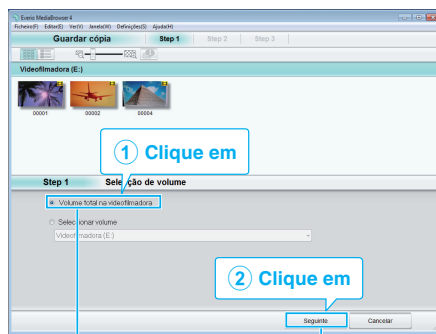 Everio MediaBrowser 4
Ficheiro(F) Editar(E) Ver(V) Janela(W) Definições(S) Ajuda(H)
Guardar cópia Step 1 Step 2 Step 3
Videofilmadora (E:)
00001 00002 00004
① Clique em
Step 1 Selecção de volume
Volume total na videofilmadora
Seleccionar volume
Videofilmadora (E:)
② Clique em
Seguinte Cancelar